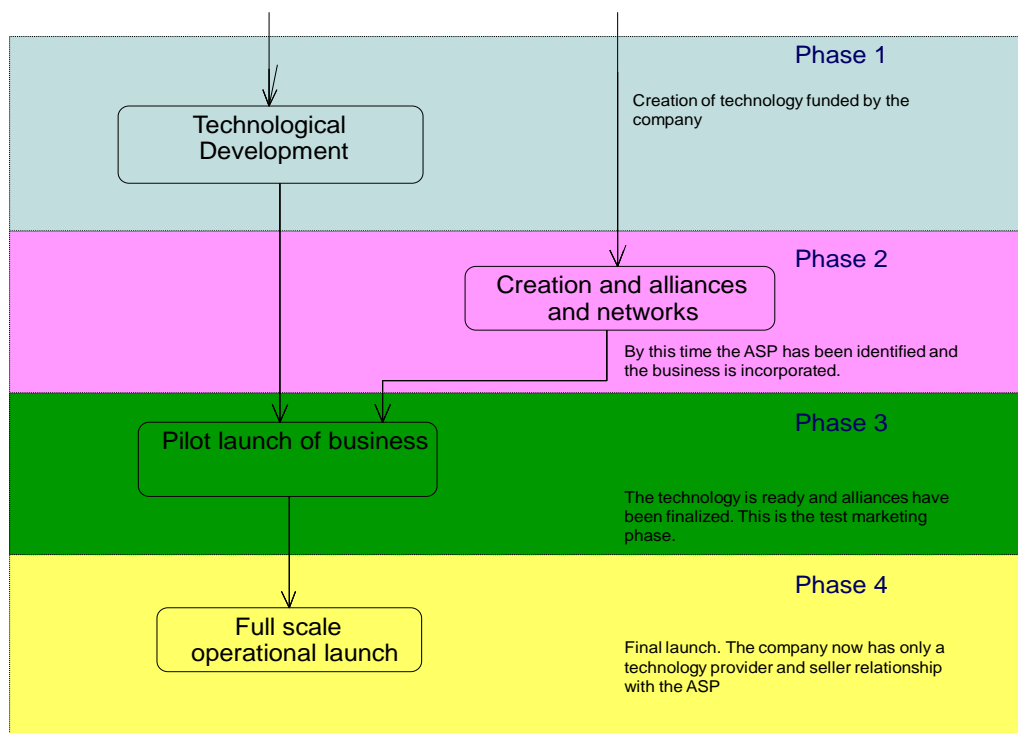 Phase 1
Creation of technology funded by the
company
Technological
Development
Phase 2
Creation and alliances
and networks
By this time the ASP has been identified and
the business is incorporated.
Phase 3
Pilot launch of business
The technology is ready and alliances have
been finalized. This is the test marketing
phase.
Phase 4
Full scale
operational launch
Final launch. The company now has only a
technology provider and seller relationship
with the ASP